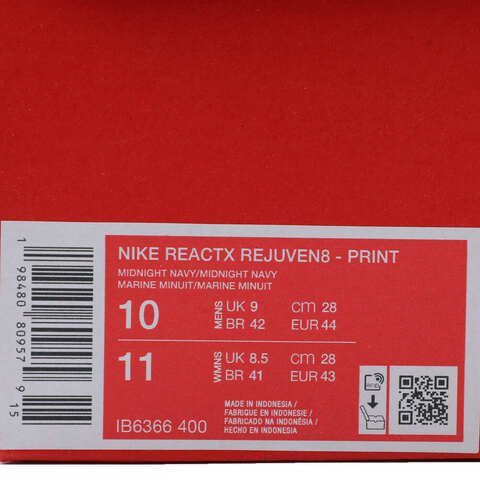 NIKE REACTX REJUVEN8 - PRINT
MIDNIGHT NAVY/MIDNIGHT NAVY
MARINE MINUIT/MARINE MINUIT
10 MENS UK 9 CM 28
BR 42 EUR 44
11 WMNS UK 8.5 CM 28
BR 41 EUR 43
MADE IN INDONESIA /
FABRIQUE EN INDONESIE /
FABRICADO NA INDONÉSIA /
HECHO EN INDONESIA
IB6366 400
1 98480 80957 9 15